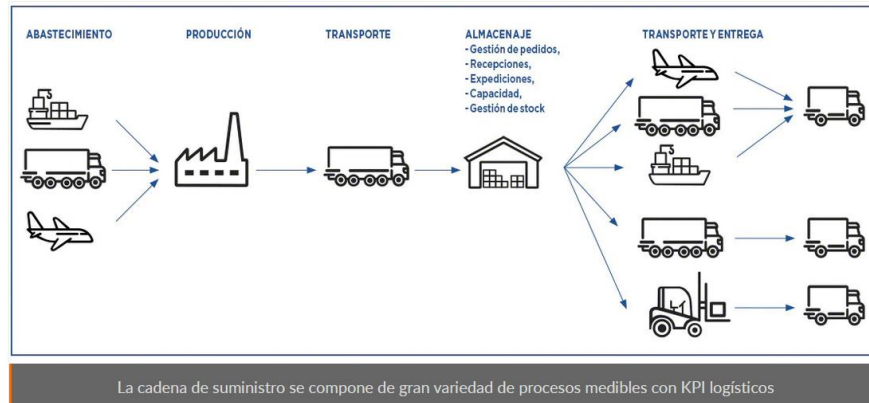 ABASTECIMIENTO
PRODUCCIÓN
TRANSPORTE
ALMACENAJE
- Gestión de pedidos,
- Recepciones,
- Expediciones,
- Capacidad,
- Gestión de stock
TRANSPORTE Y ENTREGA
La cadena de suministro se compone de gran variedad de procesos medibles con KPI logísticos